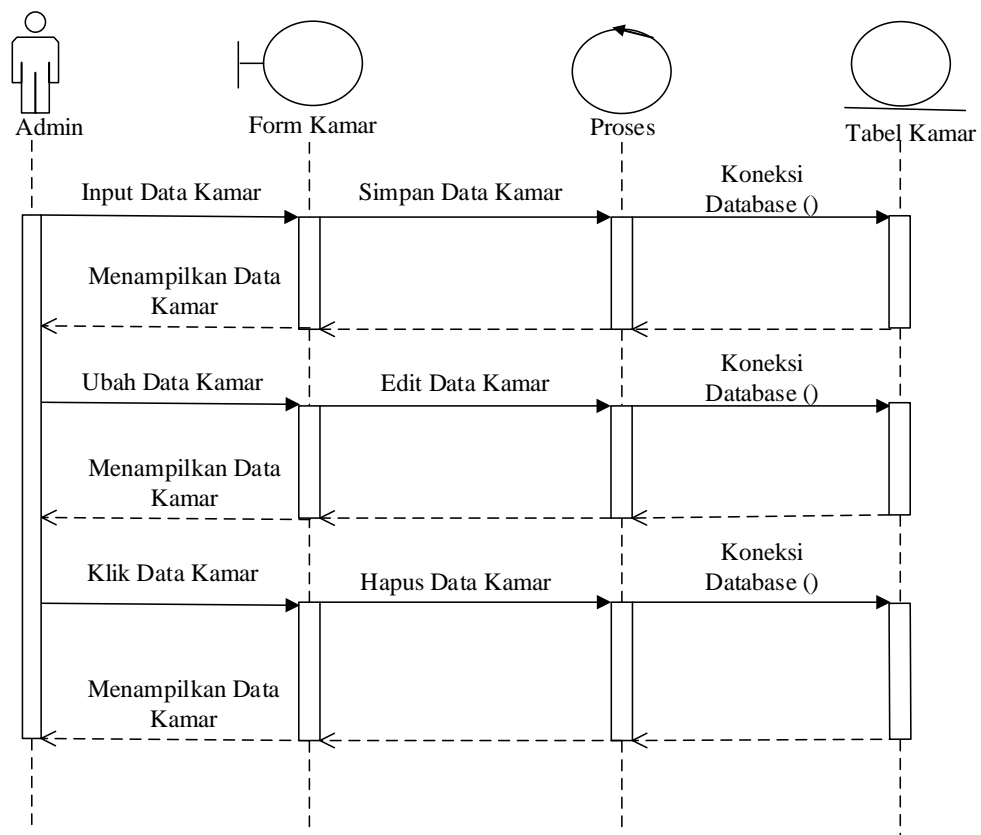 Admin
Form Kamar
Proses
Tabel Kamar
Input Data Kamar
Simpan Data Kamar
Koneksi
Database ()
Menampilkan Data
Kamar
Ubah Data Kamar
Edit Data Kamar
Koneksi
Database ()
Menampilkan Data
Kamar
Klik Data Kamar
Hapus Data Kamar
Koneksi
Database ()
Menampilkan Data
Kamar